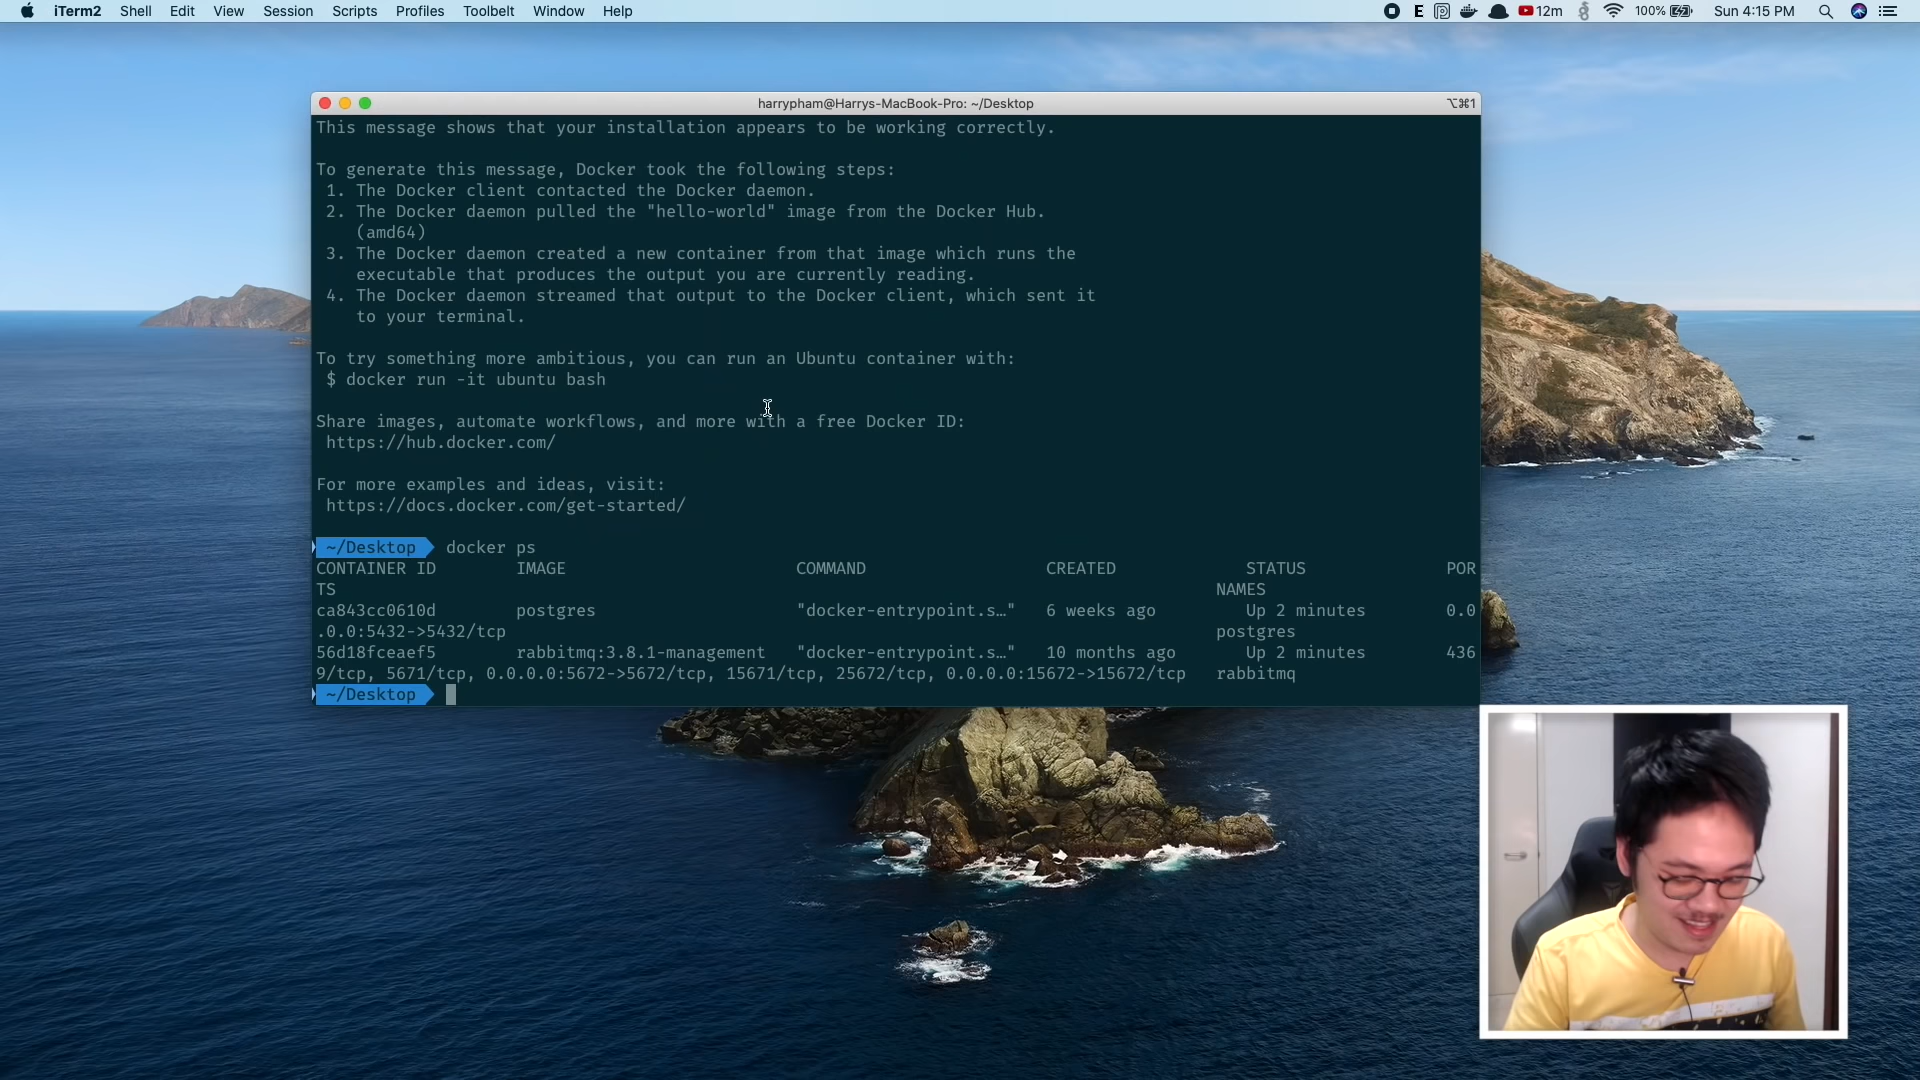 iTerm2 Shell Edit View Session Scripts Profiles Toolbelt Window Help E 12m 100% Sun 4:15 PM
harrypham@Harrys-MacBook-Pro: ~/Desktop ⌥⌘1
This message shows that your installation appears to be working correctly.
To generate this message, Docker took the following steps:
1. The Docker client contacted the Docker daemon.
2. The Docker daemon pulled the "hello-world" image from the Docker Hub.
(amd64)
3. The Docker daemon created a new container from that image which runs the
executable that produces the output you are currently reading.
4. The Docker daemon streamed that output to the Docker client, which sent it
to your terminal.
To try something more ambitious, you can run an Ubuntu container with:
$ docker run -it ubuntu bash
Share images, automate workflows, and more with a free Docker ID:
https://hub.docker.com/
For more examples and ideas, visit:
https://docs.docker.com/get-started/
~/Desktop docker ps
CONTAINER ID IMAGE COMMAND CREATED STATUS POR
TS NAMES
ca843cc0610d postgres "docker-entrypoint.s…" 6 weeks ago Up 2 minutes 0.0
.0.0:5432->5432/tcp postgres
56d18fceaef5 rabbitmq:3.8.1-management "docker-entrypoint.s…" 10 months ago Up 2 minutes 436
9/tcp, 5671/tcp, 0.0.0.0:5672->5672/tcp, 15671/tcp, 25672/tcp, 0.0.0.0:15672->15672/tcp rabbitmq
~/Desktop